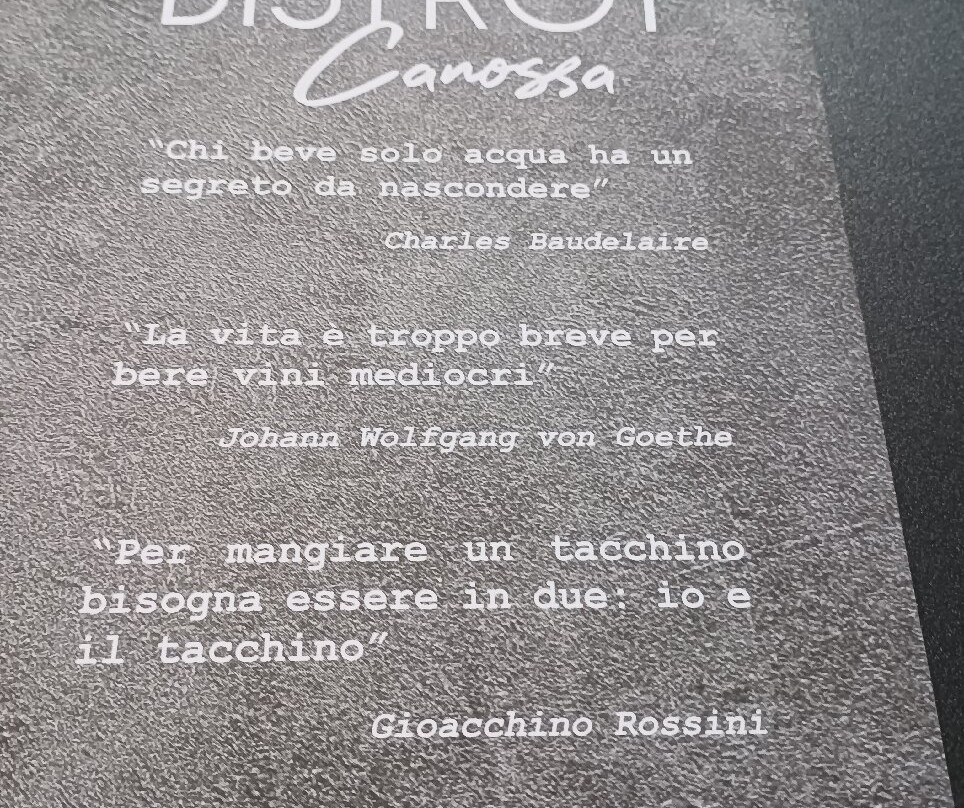 BISTROT
Canossa
“Chi beve solo acqua ha un
segreto da nascondere”
Charles Baudelaire
“La vita è troppo breve per
bere vini mediocri”
Johann Wolfgang von Goethe
“Per mangiare un tacchino
bisogna essere in due: io e
il tacchino”
Gioacchino Rossini